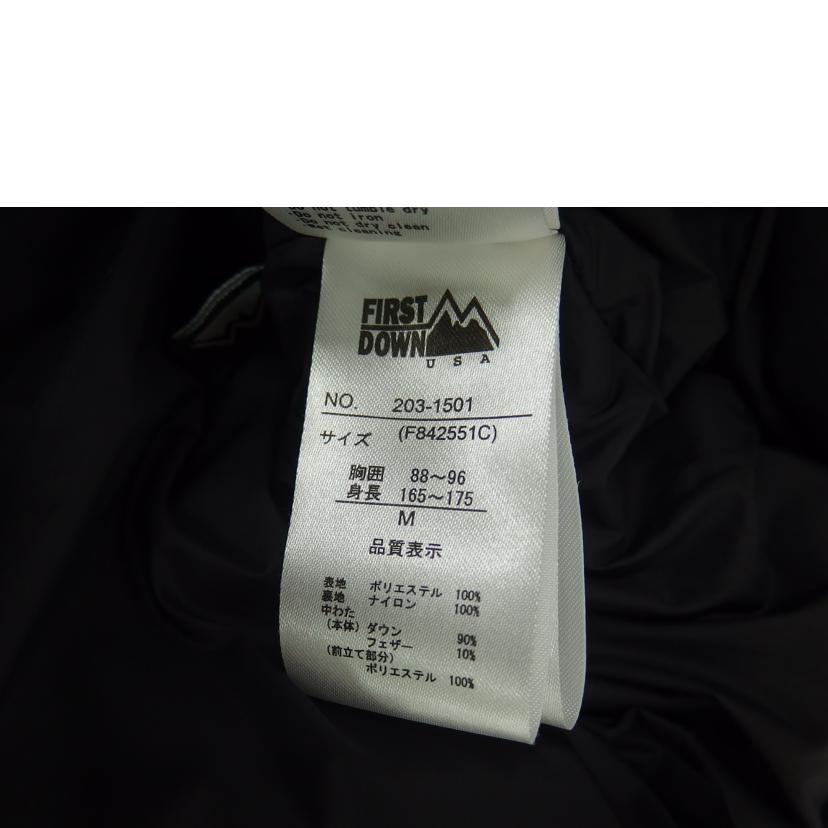 Do not tumble dry
-Do not iron
-Do not dry clean
-Wet cleaning
FIRST
DOWN
USA
NO. 203-1501
サイズ (F842551C)
胸囲 88～96
身長 165～175
M
品質表示
表地 ポリエステル 100%
裏地 ナイロン 100%
中わた
(本体) ダウン 90%
フェザー 10%
(前立て部分)
ポリエステル 100%